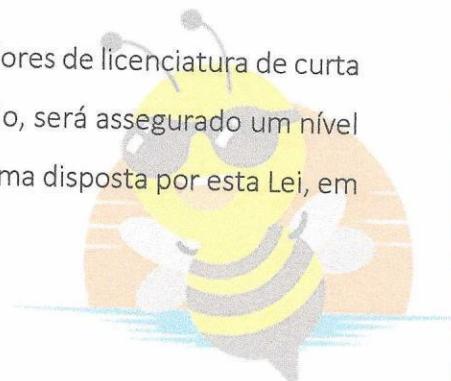 ores de licenciatura de curta
o, será assegurado um nível
ma disposta por esta Lei, em